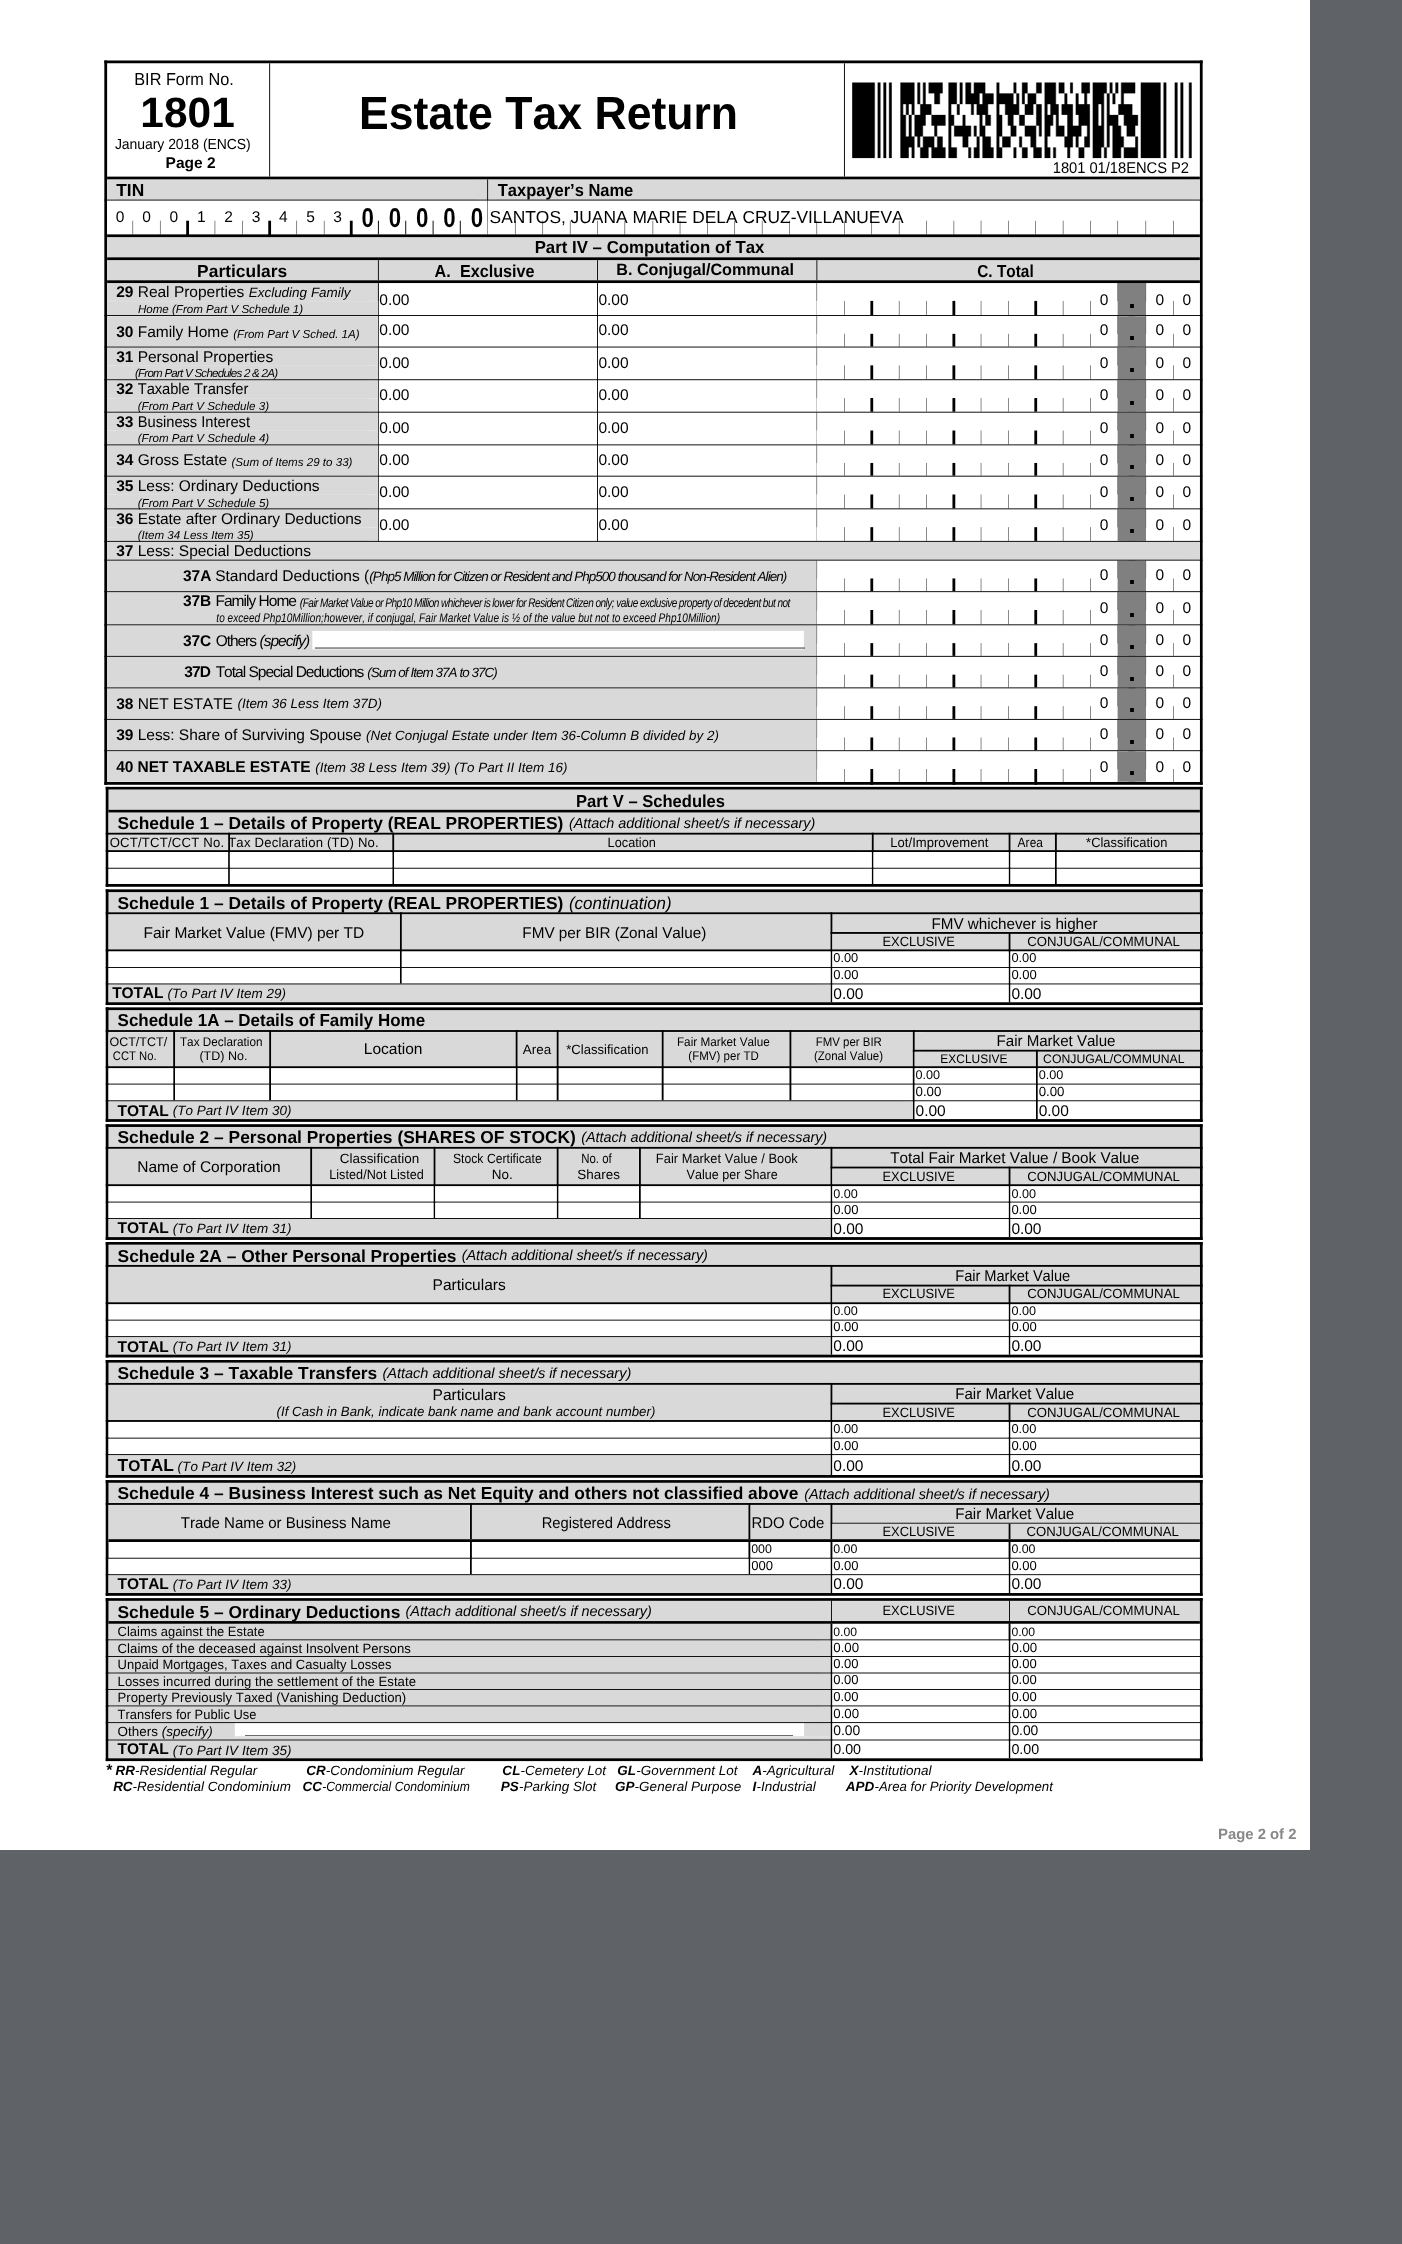 BIR Form No.
1801
January 2018 (ENCS)
Page 2
Estate Tax Return
1801 01/18ENCS P2
TIN Taxpayer’s Name
0 0 0 1 2 3 4 5 3 0 0 0 0 0 SANTOS, JUANA MARIE DELA CRUZ-VILLANUEVA
Part IV – Computation of Tax
Particulars A. Exclusive B. Conjugal/Communal C. Total
29 Real Properties Excluding Family
Home (From Part V Schedule 1) 0.00 0.00 0 . 0 0
30 Family Home (From Part V Sched. 1A) 0.00 0.00 0 . 0 0
31 Personal Properties
(From Part V Schedules 2 & 2A) 0.00 0.00 0 . 0 0
32 Taxable Transfer
(From Part V Schedule 3) 0.00 0.00 0 . 0 0
33 Business Interest
(From Part V Schedule 4) 0.00 0.00 0 . 0 0
34 Gross Estate (Sum of Items 29 to 33) 0.00 0.00 0 . 0 0
35 Less: Ordinary Deductions
(From Part V Schedule 5) 0.00 0.00 0 . 0 0
36 Estate after Ordinary Deductions
(Item 34 Less Item 35) 0.00 0.00 0 . 0 0
37 Less: Special Deductions
37A Standard Deductions ((Php5 Million for Citizen or Resident and Php500 thousand for Non-Resident Alien) 0 . 0 0
37B Family Home (Fair Market Value or Php10 Million whichever is lower for Resident Citizen only; value exclusive property of decedent but not
to exceed Php10Million;however, if conjugal, Fair Market Value is ½ of the value but not to exceed Php10Million) 0 . 0 0
37C Others (specify) 0 . 0 0
37D Total Special Deductions (Sum of Item 37A to 37C) 0 . 0 0
38 NET ESTATE (Item 36 Less Item 37D) 0 . 0 0
39 Less: Share of Surviving Spouse (Net Conjugal Estate under Item 36-Column B divided by 2) 0 . 0 0
40 NET TAXABLE ESTATE (Item 38 Less Item 39) (To Part II Item 16) 0 . 0 0
Part V – Schedules
Schedule 1 – Details of Property (REAL PROPERTIES) (Attach additional sheet/s if necessary)
OCT/TCT/CCT No. Tax Declaration (TD) No. Location Lot/Improvement Area *Classification
Schedule 1 – Details of Property (REAL PROPERTIES) (continuation)
Fair Market Value (FMV) per TD FMV per BIR (Zonal Value) FMV whichever is higher
EXCLUSIVE CONJUGAL/COMMUNAL
0.00 0.00
0.00 0.00
TOTAL (To Part IV Item 29) 0.00 0.00
Schedule 1A – Details of Family Home
OCT/TCT/ CCT No. Tax Declaration (TD) No. Location Area *Classification Fair Market Value (FMV) per TD FMV per BIR (Zonal Value) Fair Market Value
EXCLUSIVE CONJUGAL/COMMUNAL
0.00 0.00
0.00 0.00
TOTAL (To Part IV Item 30) 0.00 0.00
Schedule 2 – Personal Properties (SHARES OF STOCK) (Attach additional sheet/s if necessary)
Name of Corporation Classification Listed/Not Listed Stock Certificate No. No. of Shares Fair Market Value / Book Value per Share Total Fair Market Value / Book Value
EXCLUSIVE CONJUGAL/COMMUNAL
0.00 0.00
0.00 0.00
TOTAL (To Part IV Item 31) 0.00 0.00
Schedule 2A – Other Personal Properties (Attach additional sheet/s if necessary)
Particulars Fair Market Value
EXCLUSIVE CONJUGAL/COMMUNAL
0.00 0.00
0.00 0.00
TOTAL (To Part IV Item 31) 0.00 0.00
Schedule 3 – Taxable Transfers (Attach additional sheet/s if necessary)
Particulars Fair Market Value
(If Cash in Bank, indicate bank name and bank account number) EXCLUSIVE CONJUGAL/COMMUNAL
0.00 0.00
0.00 0.00
TOTAL (To Part IV Item 32) 0.00 0.00
Schedule 4 – Business Interest such as Net Equity and others not classified above (Attach additional sheet/s if necessary)
Trade Name or Business Name Registered Address RDO Code Fair Market Value
EXCLUSIVE CONJUGAL/COMMUNAL
000 0.00 0.00
000 0.00 0.00
TOTAL (To Part IV Item 33) 0.00 0.00
Schedule 5 – Ordinary Deductions (Attach additional sheet/s if necessary) EXCLUSIVE CONJUGAL/COMMUNAL
Claims against the Estate 0.00 0.00
Claims of the deceased against Insolvent Persons 0.00 0.00
Unpaid Mortgages, Taxes and Casualty Losses 0.00 0.00
Losses incurred during the settlement of the Estate 0.00 0.00
Property Previously Taxed (Vanishing Deduction) 0.00 0.00
Transfers for Public Use 0.00 0.00
Others (specify) 0.00 0.00
TOTAL (To Part IV Item 35) 0.00 0.00
* RR-Residential Regular CR-Condominium Regular CL-Cemetery Lot GL-Government Lot A-Agricultural X-Institutional
RC-Residential Condominium CC-Commercial Condominium PS-Parking Slot GP-General Purpose I-Industrial APD-Area for Priority Development
Page 2 of 2